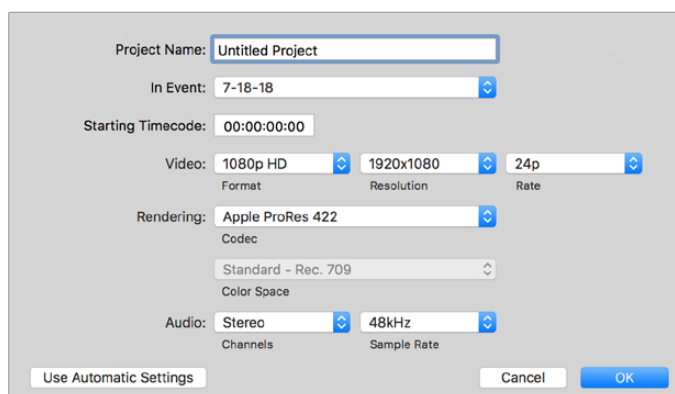 Project Name: Untitled Project
In Event: 7-18-18
Starting Timecode: 00:00:00:00
Video: 1080p HD 1920x1080 24p
Format Resolution Rate
Rendering: Apple ProRes 422
Codec
Standard - Rec. 709
Color Space
Audio: Stereo 48kHz
Channels Sample Rate
Use Automatic Settings Cancel OK